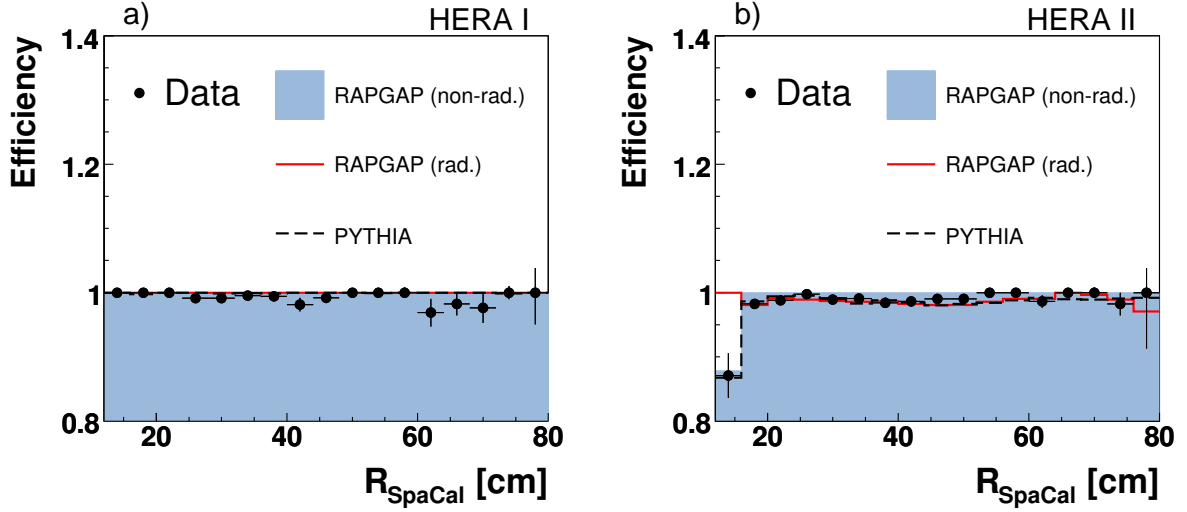 a) HERA I
1.4
1.2
1
0.8
Efficiency
Data
RAPGAP (non-rad.)
RAPGAP (rad.)
PYTHIA
20 40 60 80
R_SpaCal [cm]
b) HERA II
1.4
1.2
1
0.8
Efficiency
Data
RAPGAP (non-rad.)
RAPGAP (rad.)
PYTHIA
20 40 60 80
R_SpaCal [cm]